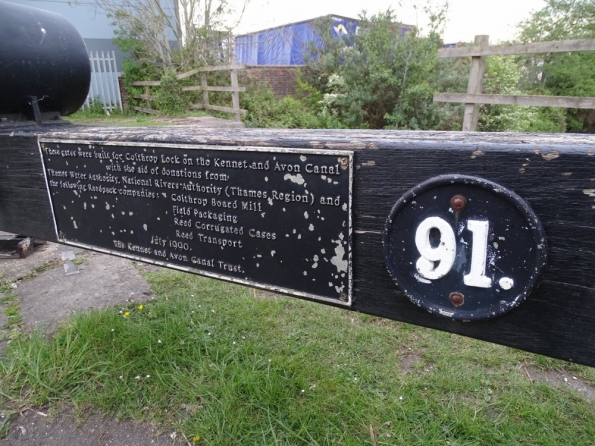 These gates were built for Colthrop Lock on the Kennet and Avon Canal
with the aid of donations from:
Thames Water Authority, National Rivers Authority (Thames Region) and
the following Reedpack companies: - Colthrop Board Mill
Field Packaging
Reed Corrugated Cases
Reed Transport
July 1990.
The Kennet and Avon Canal Trust.
91.